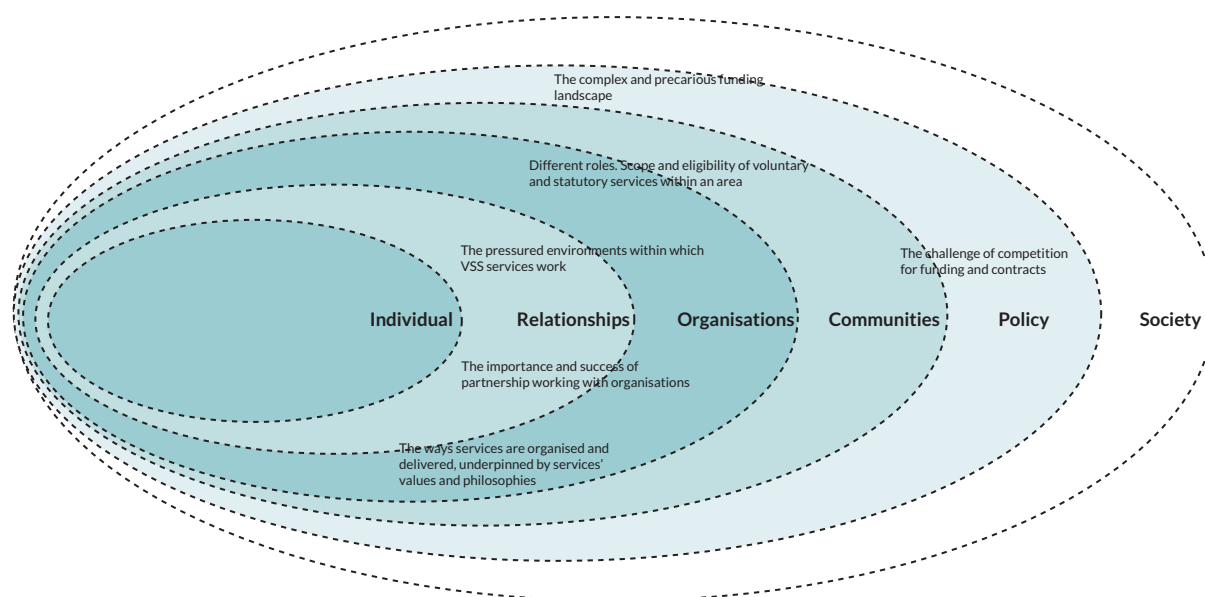 The complex and precarious funding
landscape
Different roles. Scope and eligibility of voluntary
and statutory services within an area
The pressured environments within which
VSS services work
The challenge of competition
for funding and contracts
Individual
Relationships
Organisations
Communities
Policy
Society
The importance and success of
partnership working with organisations
The ways services are organised and
delivered, underpinned by services’
values and philosophies